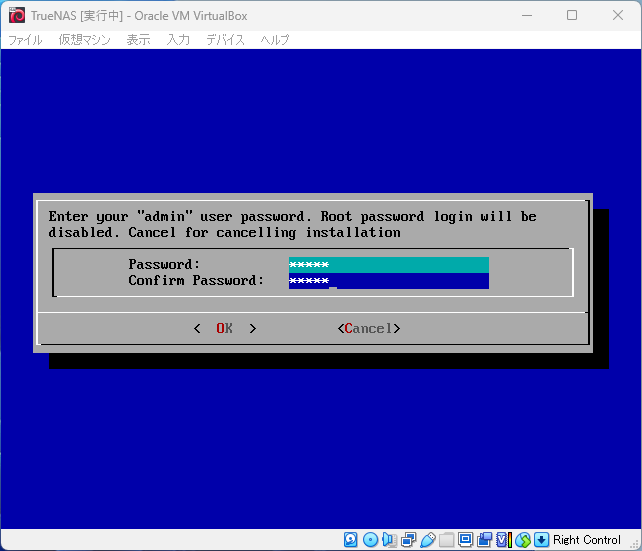 TrueNAS [実行中] - Oracle VM VirtualBox
ファイル 仮想マシン 表示 入力 デバイス ヘルプ
Enter your "admin" user password. Root password login will be
disabled. Cancel for cancelling installation
Password: *****
Confirm Password: *****_
< OK > <Cancel>
Right Control